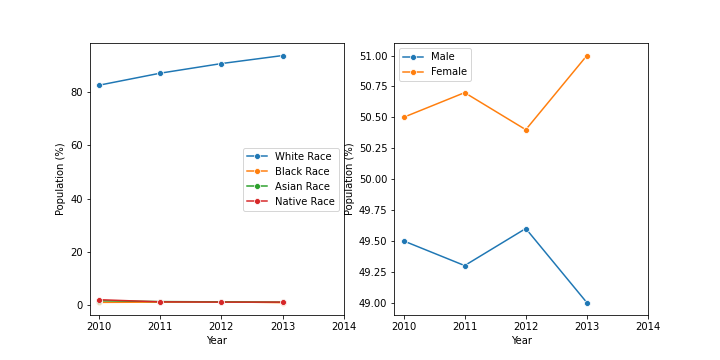 80
60
40
20
0
2010 2011 2012 2013 2014
Year
Population (%)
White Race
Black Race
Asian Race
Native Race
51.00
50.75
50.50
50.25
50.00
49.75
49.50
49.25
49.00
2010 2011 2012 2013 2014
Year
Population (%)
Male
Female